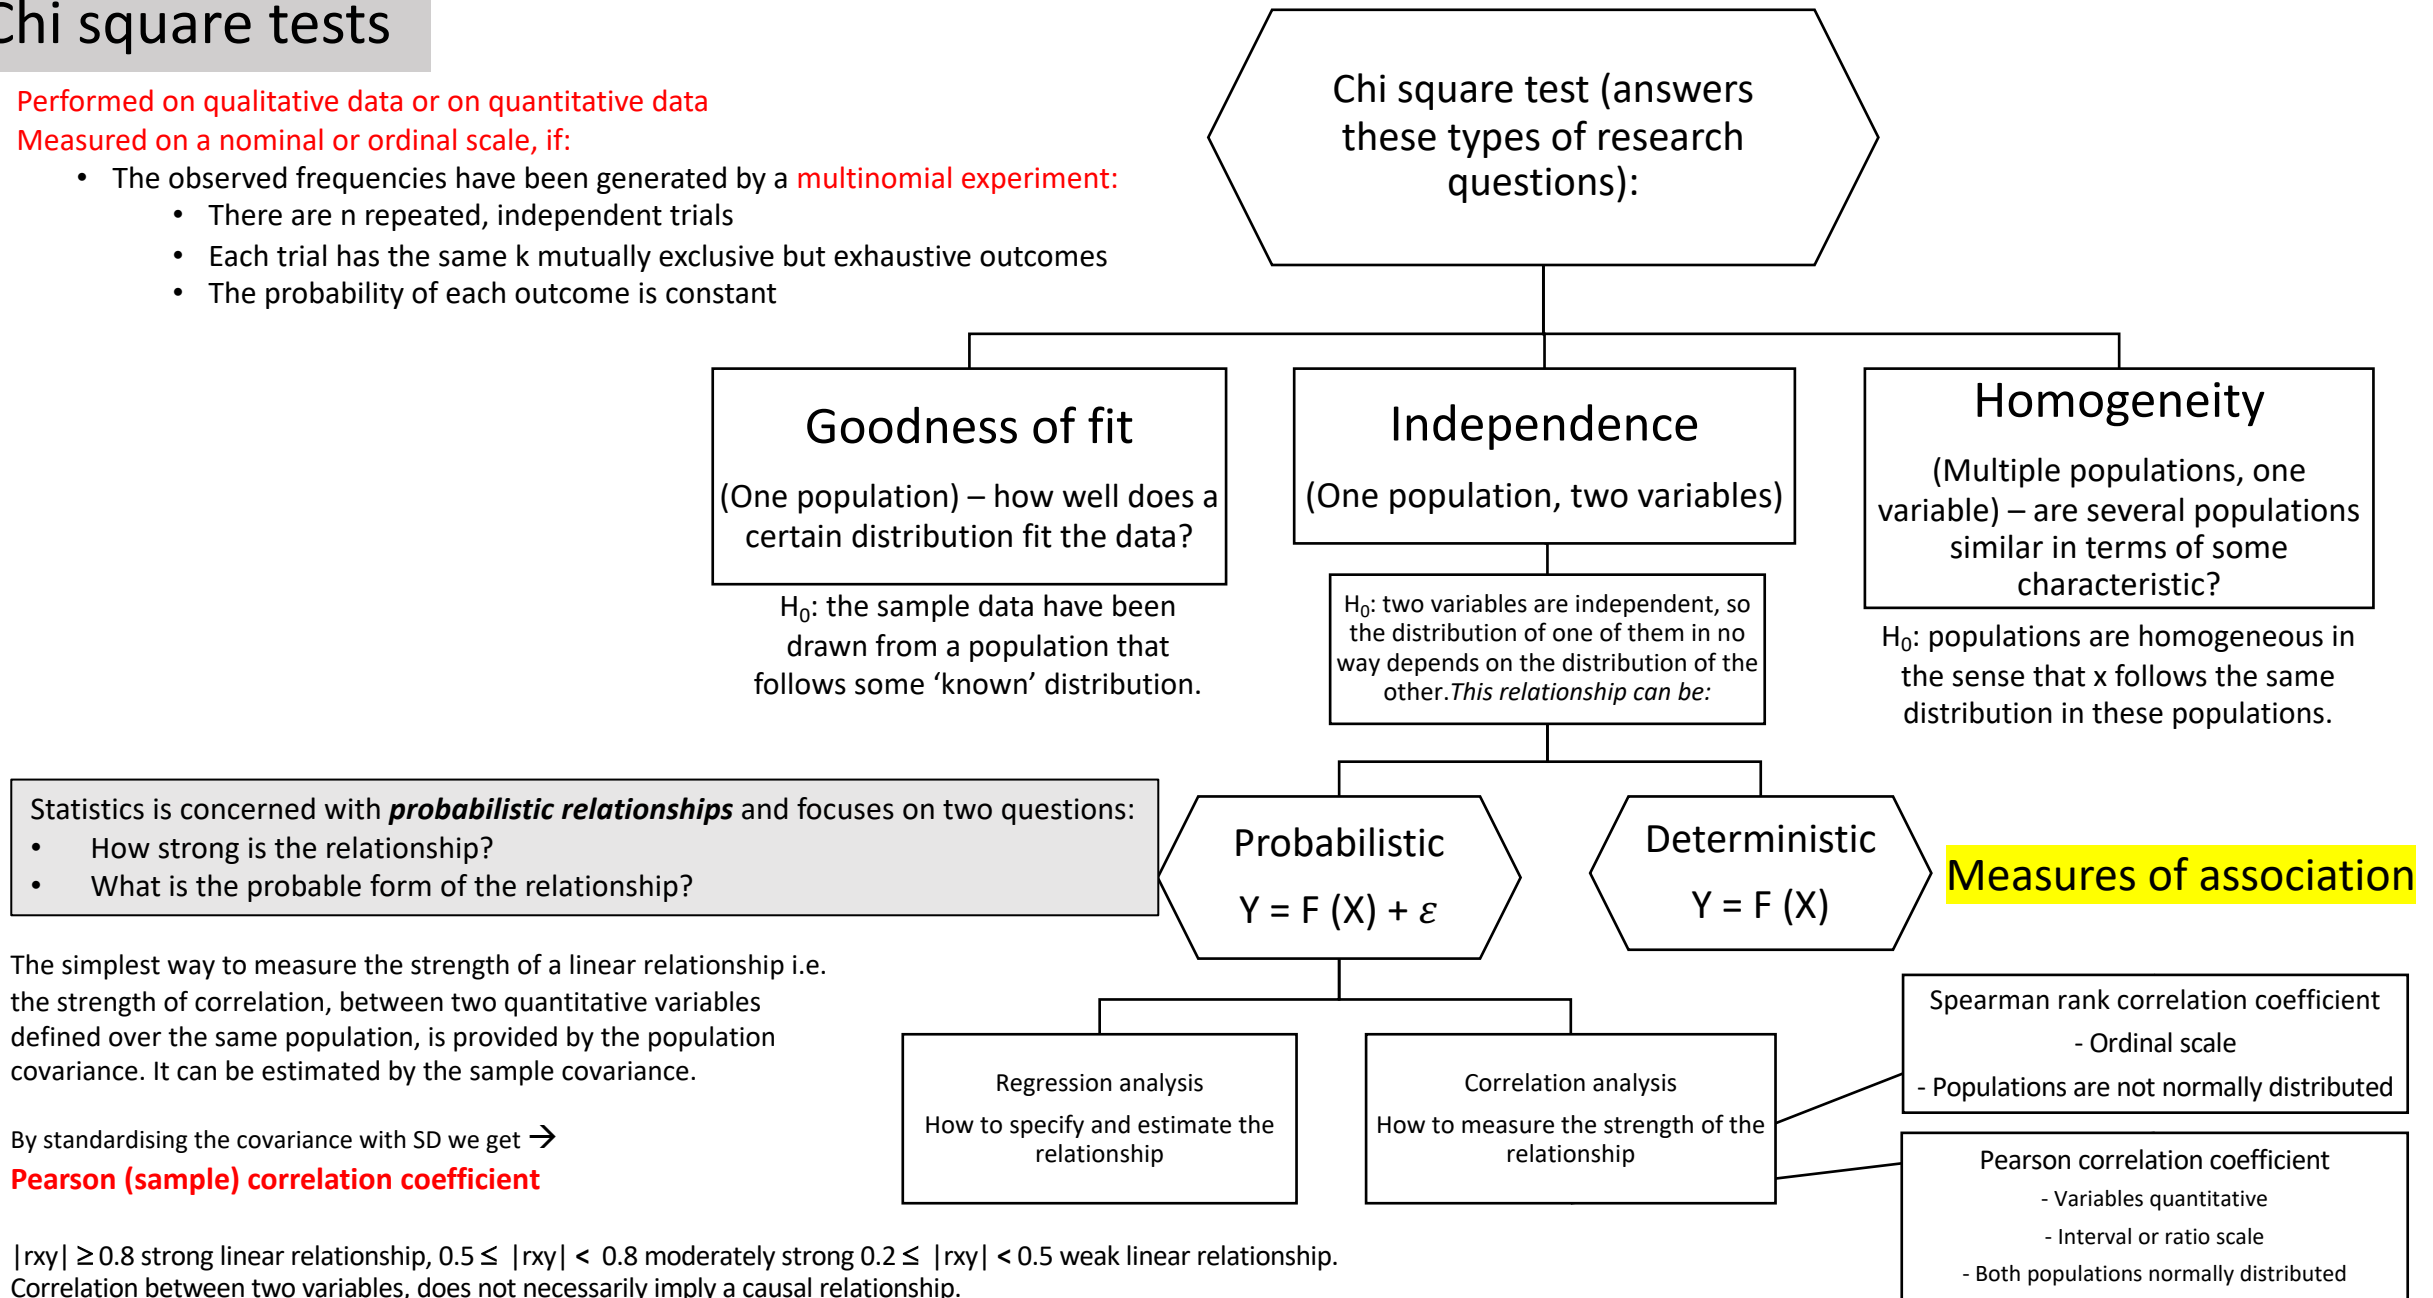 Chi square tests
Performed on qualitative data or on quantitative data
Measured on a nominal or ordinal scale, if:
• The observed frequencies have been generated by a multinomial experiment:
• There are n repeated, independent trials
• Each trial has the same k mutually exclusive but exhaustive outcomes
• The probability of each outcome is constant
Chi square test (answers
these types of research
questions):
Goodness of fit
(One population) – how well does a
certain distribution fit the data?
H₀: the sample data have been
drawn from a population that
follows some ‘known’ distribution.
Independence
(One population, two variables)
H₀: two variables are independent, so
the distribution of one of them in no
way depends on the distribution of the
other.This relationship can be:
Homogeneity
(Multiple populations, one
variable) – are several populations
similar in terms of some
characteristic?
H₀: populations are homogeneous in
the sense that x follows the same
distribution in these populations.
Statistics is concerned with probabilistic relationships and focuses on two questions:
• How strong is the relationship?
• What is the probable form of the relationship?
Probabilistic
Y = F (X) + ε
Deterministic
Y = F (X)
Measures of association
The simplest way to measure the strength of a linear relationship i.e.
the strength of correlation, between two quantitative variables
defined over the same population, is provided by the population
covariance. It can be estimated by the sample covariance.
By standardising the covariance with SD we get →
Pearson (sample) correlation coefficient
Regression analysis
How to specify and estimate the
relationship
Correlation analysis
How to measure the strength of the
relationship
Spearman rank correlation coefficient
- Ordinal scale
- Populations are not normally distributed
Pearson correlation coefficient
- Variables quantitative
- Interval or ratio scale
- Both populations normally distributed
|rxy| ≥ 0.8 strong linear relationship, 0.5 ≤ |rxy| < 0.8 moderately strong 0.2 ≤ |rxy| < 0.5 weak linear relationship.
Correlation between two variables, does not necessarily imply a causal relationship.